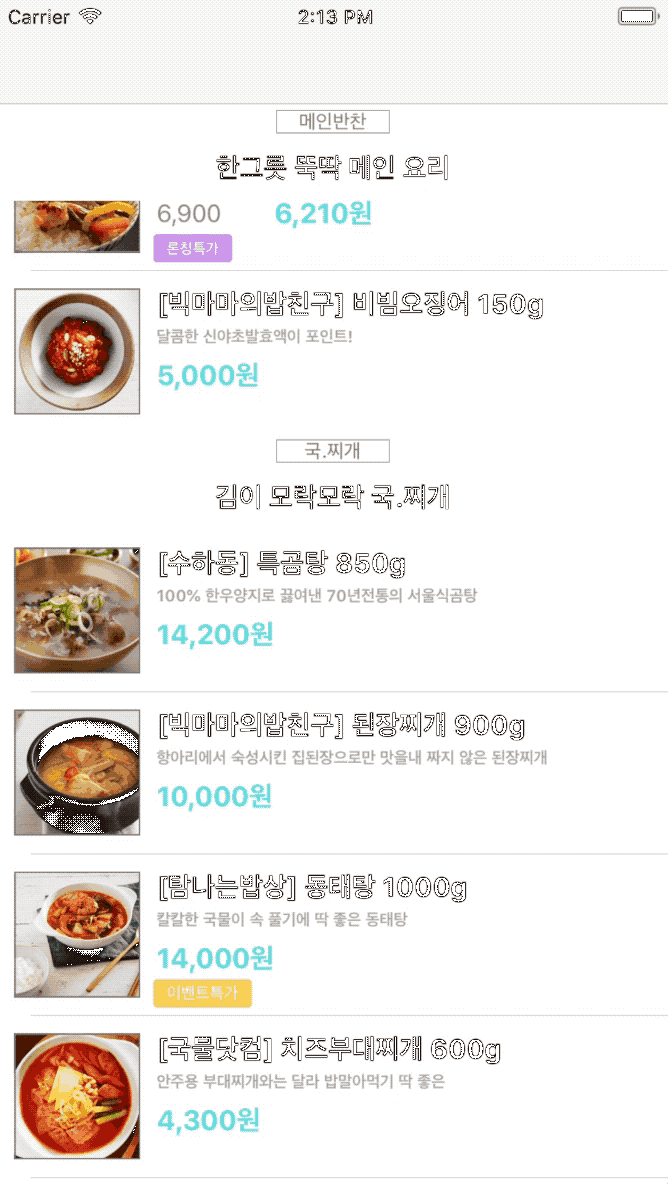 Carrier 2:13 PM
메인반찬
한그릇 뚝딱 메인 요리
6,900 6,210원
론칭특가
[빅마마의밥친구] 비빔오징어 150g
달콤한 신야초발효액이 포인트!
5,000원
국.찌개
김이 모락모락 국.찌개
[수하동] 특곰탕 850g
100% 한우양지로 끓여낸 70년전통의 서울식곰탕
14,200원
[빅마마의밥친구] 된장찌개 900g
항아리에서 숙성시킨 집된장으로만 맛을내 짜지 않은 된장찌개
10,000원
[탐나는밥상] 동태탕 1000g
칼칼한 국물이 속 풀기에 딱 좋은 동태탕
14,000원
이벤트특가
[국물닷컴] 치즈부대찌개 600g
안주용 부대찌개와는 달라 밥말아먹기 딱 좋은
4,300원